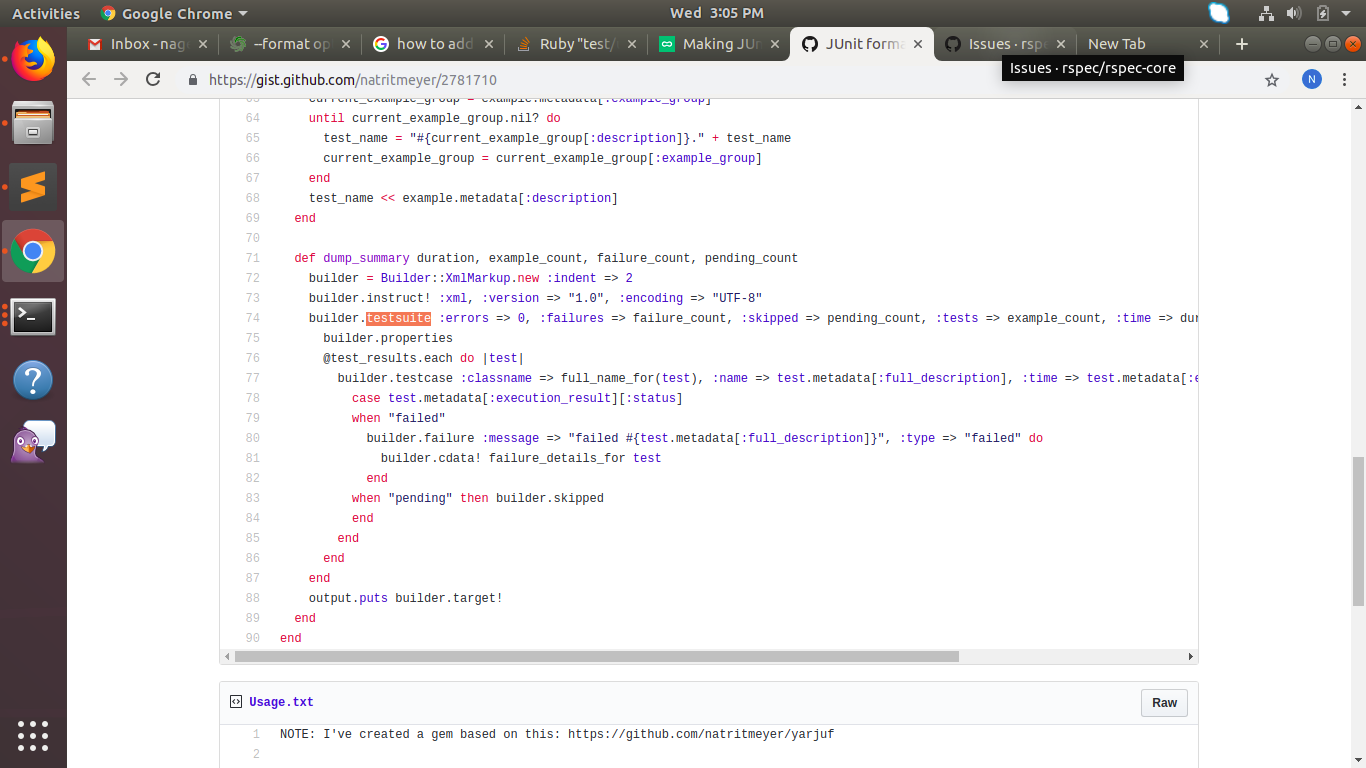 Activities Google Chrome Wed 3:05 PM
Inbox - nag --format op how to add Ruby "test/ Making JUn JUnit forma Issues · rspe New Tab
https://gist.github.com/natritmeyer/2781710 N
Issues · rspec/rspec-core
63 current_example_group = example.metadata[:example_group]
64 until current_example_group.nil? do
65 test_name = "#{current_example_group[:description]}." + test_name
66 current_example_group = current_example_group[:example_group]
67 end
68 test_name << example.metadata[:description]
69 end
70
71 def dump_summary duration, example_count, failure_count, pending_count
72 builder = Builder::XmlMarkup.new :indent => 2
73 builder.instruct! :xml, :version => "1.0", :encoding => "UTF-8"
74 builder.testsuite :errors => 0, :failures => failure_count, :skipped => pending_count, :tests => example_count, :time => dur
75 builder.properties
76 @test_results.each do |test|
77 builder.testcase :classname => full_name_for(test), :name => test.metadata[:full_description], :time => test.metadata[:e
78 case test.metadata[:execution_result][:status]
79 when "failed"
80 builder.failure :message => "failed #{test.metadata[:full_description]}", :type => "failed" do
81 builder.cdata! failure_details_for test
82 end
83 when "pending" then builder.skipped
84 end
85 end
86 end
87 end
88 output.puts builder.target!
89 end
90 end
Usage.txt Raw
1 NOTE: I've created a gem based on this: https://github.com/natritmeyer/yarjuf
2